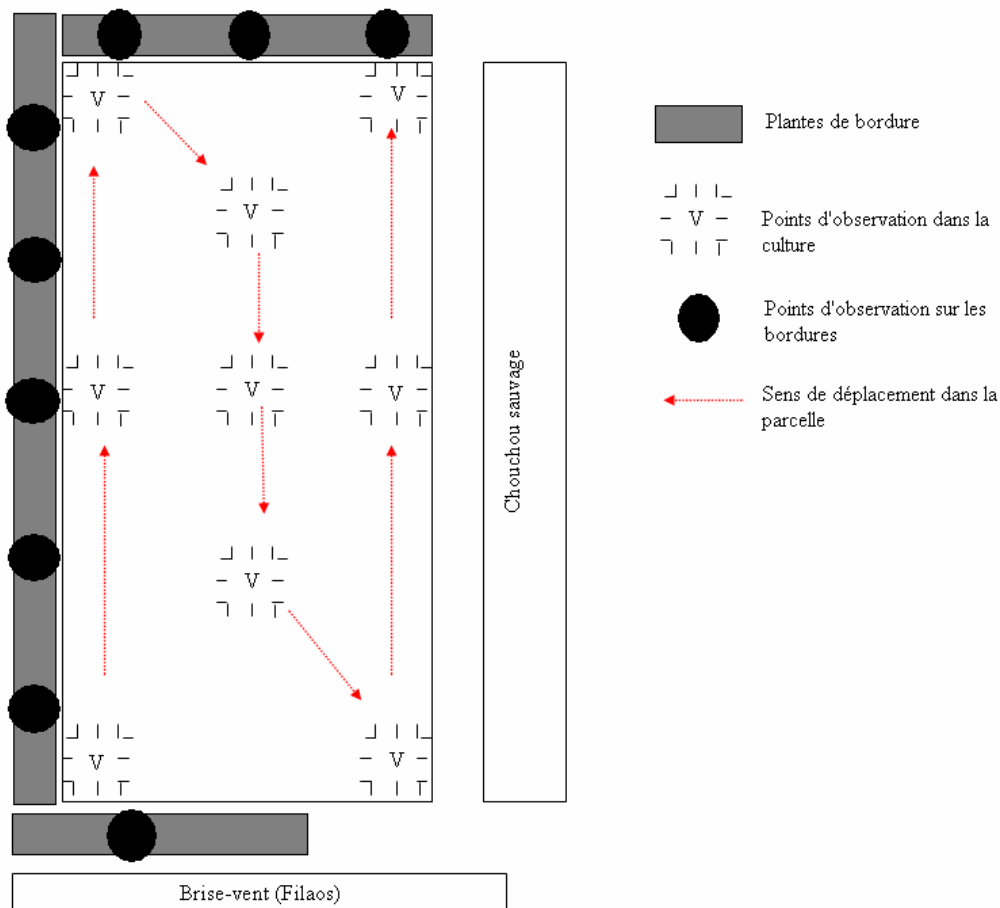 V
V
V
V
V
V
V
V
V
Chouchou sauvage
Brise-vent (Filaos)
Plantes de bordure
V
Points d'observation dans la
culture
Points d'observation sur les
bordures
Sens de déplacement dans la
parcelle